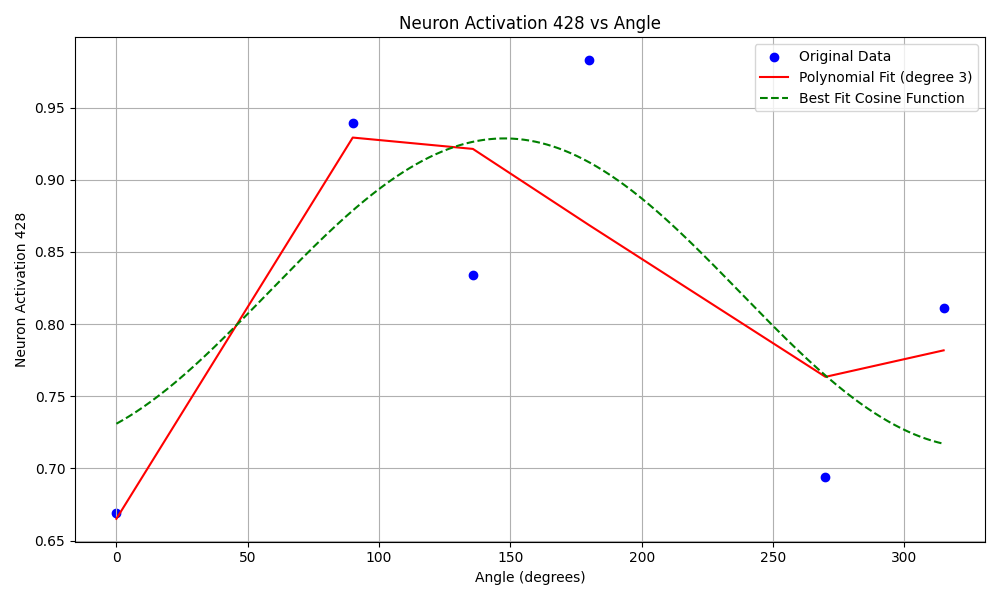 Neuron Activation 428 vs Angle
Original Data
Polynomial Fit (degree 3)
Best Fit Cosine Function
Neuron Activation 428
0.95
0.90
0.85
0.80
0.75
0.70
0.65
0 50 100 150 200 250 300
Angle (degrees)